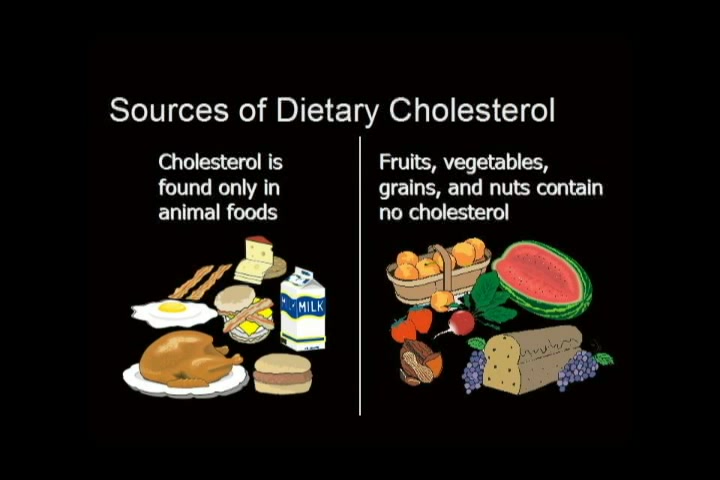 Sources of Dietary Cholesterol
Cholesterol is
found only in
animal foods
Fruits, vegetables,
grains, and nuts contain
no cholesterol
MILK